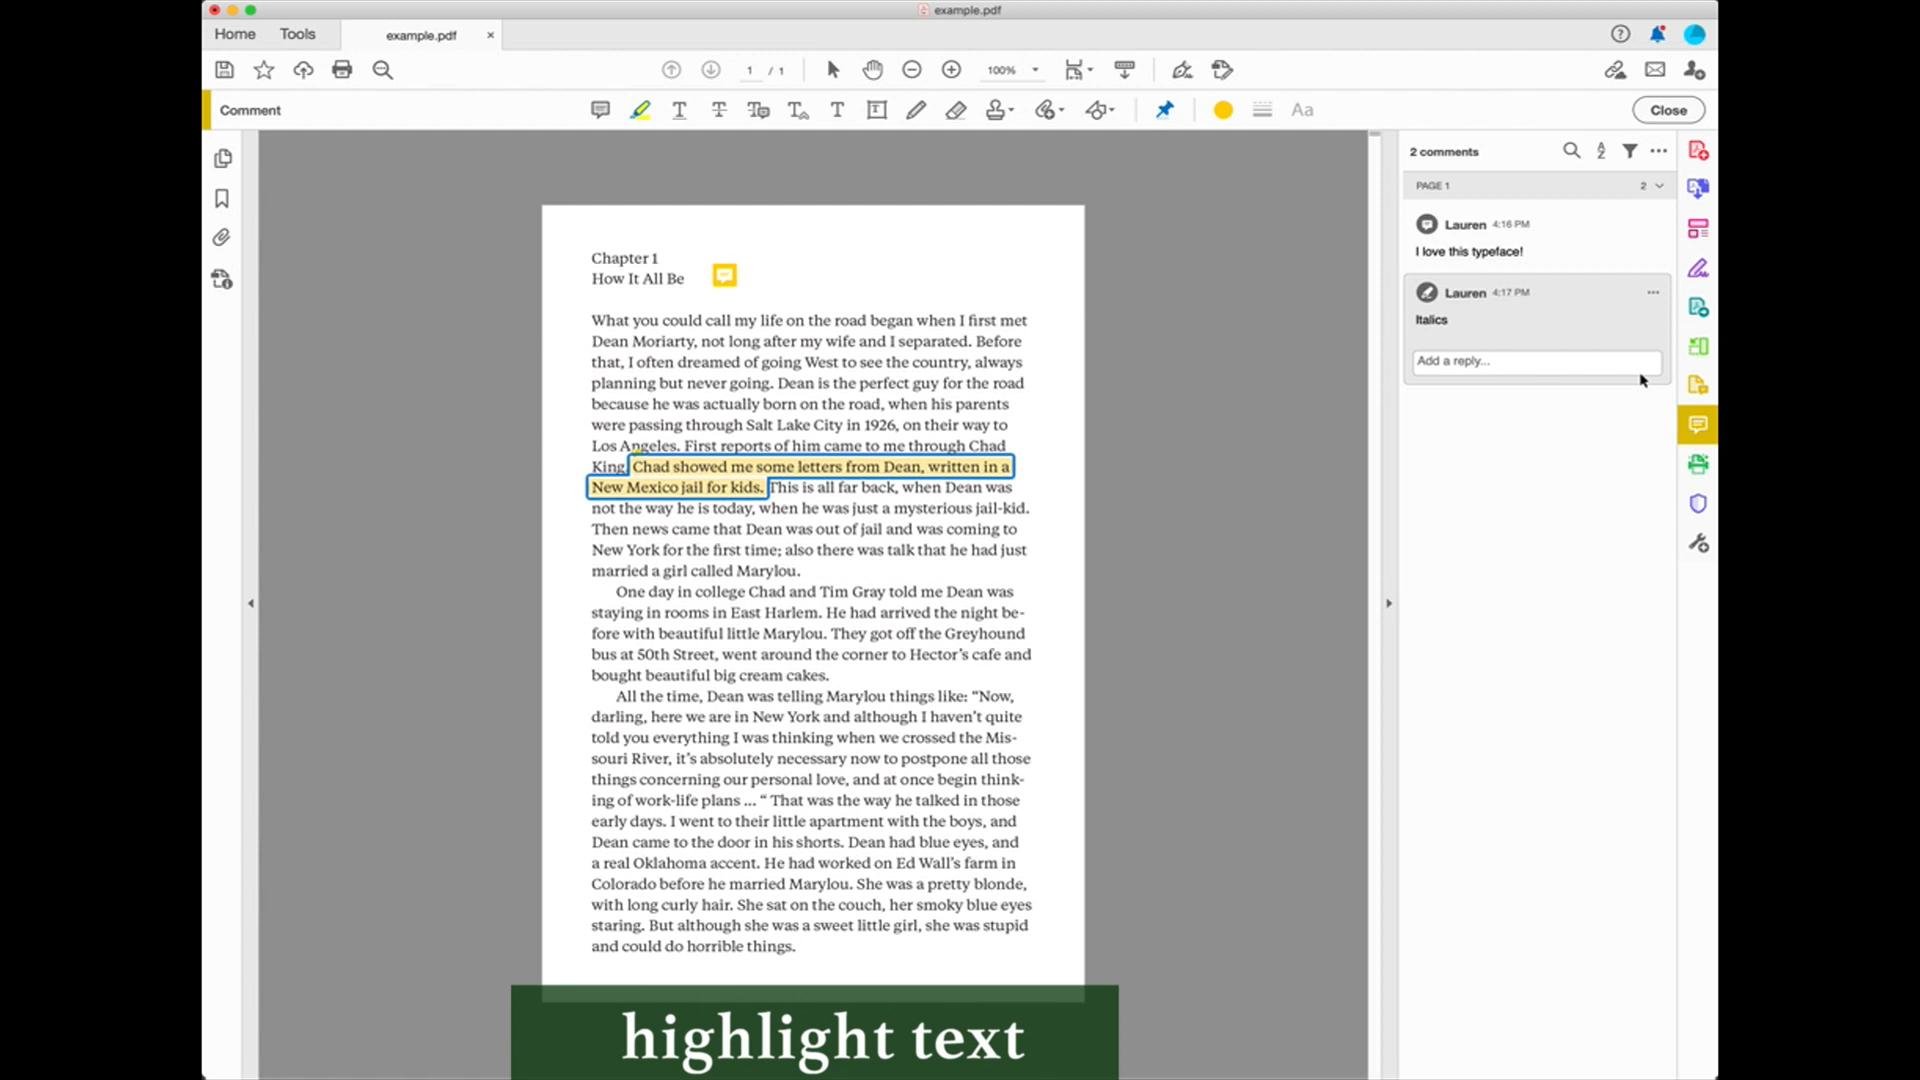 example.pdf
Home
Tools
example.pdf
1 / 1
100%
Comment
Aa
Close
2 comments
PAGE 1
2
Lauren 4:16 PM
I love this typeface!
Lauren 4:17 PM
Italics
Add a reply...
Chapter 1
How It All Be
What you could call my life on the road began when I first met
Dean Moriarty, not long after my wife and I separated. Before
that, I often dreamed of going West to see the country, always
planning but never going. Dean is the perfect guy for the road
because he was actually born on the road, when his parents
were passing through Salt Lake City in 1926, on their way to
Los Angeles. First reports of him came to me through Chad
King. Chad showed me some letters from Dean, written in a
New Mexico jail for kids. This is all far back, when Dean was
not the way he is today, when he was just a mysterious jail-kid.
Then news came that Dean was out of jail and was coming to
New York for the first time; also there was talk that he had just
married a girl called Marylou.
One day in college Chad and Tim Gray told me Dean was
staying in rooms in East Harlem. He had arrived the night be-
fore with beautiful little Marylou. They got off the Greyhound
bus at 50th Street, went around the corner to Hector's cafe and
bought beautiful big cream cakes.
All the time, Dean was telling Marylou things like: “Now,
darling, here we are in New York and although I haven't quite
told you everything I was thinking when we crossed the Mis-
souri River, it's absolutely necessary now to postpone all those
things concerning our personal love, and at once begin think-
ing of work-life plans ... “ That was the way he talked in those
early days. I went to their little apartment with the boys, and
Dean came to the door in his shorts. Dean had blue eyes, and
a real Oklahoma accent. He had worked on Ed Wall's farm in
Colorado before he married Marylou. She was a pretty blonde,
with long curly hair. She sat on the couch, her smoky blue eyes
staring. But although she was a sweet little girl, she was stupid
and could do horrible things.
highlight text